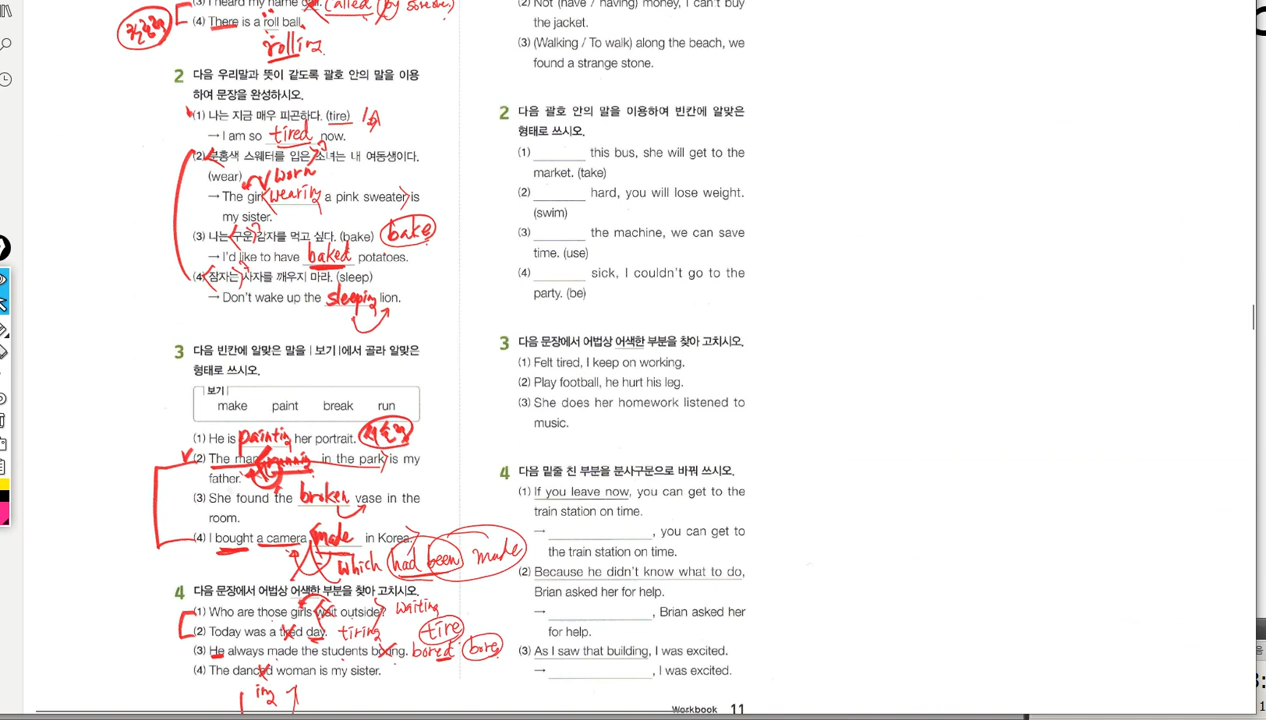 (3) I heard my name call. called (by
(4) There is a roll ball.
rolling
2 다음 우리말과 뜻이 같도록 괄호 안의 말을 이용
하여 문장을 완성하시오.
(1) 나는 지금 매우 피곤하다. (tire)
→ I am so tired now.
(2) 분홍색 스웨터를 입은 소녀는 내 여동생이다.
(wear) worn
→ The girl wearing a pink sweater is
my sister.
(3) 나는 구운 감자를 먹고 싶다. (bake) bake
→ I'd like to have baked potatoes.
(4) 잠자는 사자를 깨우지 마라. (sleep)
→ Don't wake up the sleeping lion.
3 다음 빈칸에 알맞은 말을 |보기|에서 골라 알맞은
형태로 쓰시오.
|보기|
make paint break run
(1) He is painting her portrait.
(2) The man running in the park is my
father.
(3) She found the broken vase in the
room.
(4) I bought a camera made in Korea.
which had been made
4 다음 문장에서 어법상 어색한 부분을 찾아 고치시오.
(1) Who are those girls wait outside? waiting
(2) Today was a tired day. tiring tire
(3) He always made the students boring. bored bore
(4) The danced woman is my sister.
ing
(2) Not (have / having) money, I can't buy
the jacket.
(3) (Walking / To walk) along the beach, we
found a strange stone.
2 다음 괄호 안의 말을 이용하여 빈칸에 알맞은
형태로 쓰시오.
(1) ________ this bus, she will get to the
market. (take)
(2) ________ hard, you will lose weight.
(swim)
(3) ________ the machine, we can save
time. (use)
(4) ________ sick, I couldn't go to the
party. (be)
3 다음 문장에서 어법상 어색한 부분을 찾아 고치시오.
(1) Felt tired, I keep on working.
(2) Play football, he hurt his leg.
(3) She does her homework listened to
music.
4 다음 밑줄 친 부분을 분사구문으로 바꿔 쓰시오.
(1) If you leave now, you can get to the
train station on time.
→ ________________, you can get to
the train station on time.
(2) Because he didn't know what to do,
Brian asked her for help.
→ ________________, Brian asked her
for help.
(3) As I saw that building, I was excited.
→ ________________, I was excited.
Workbook 11